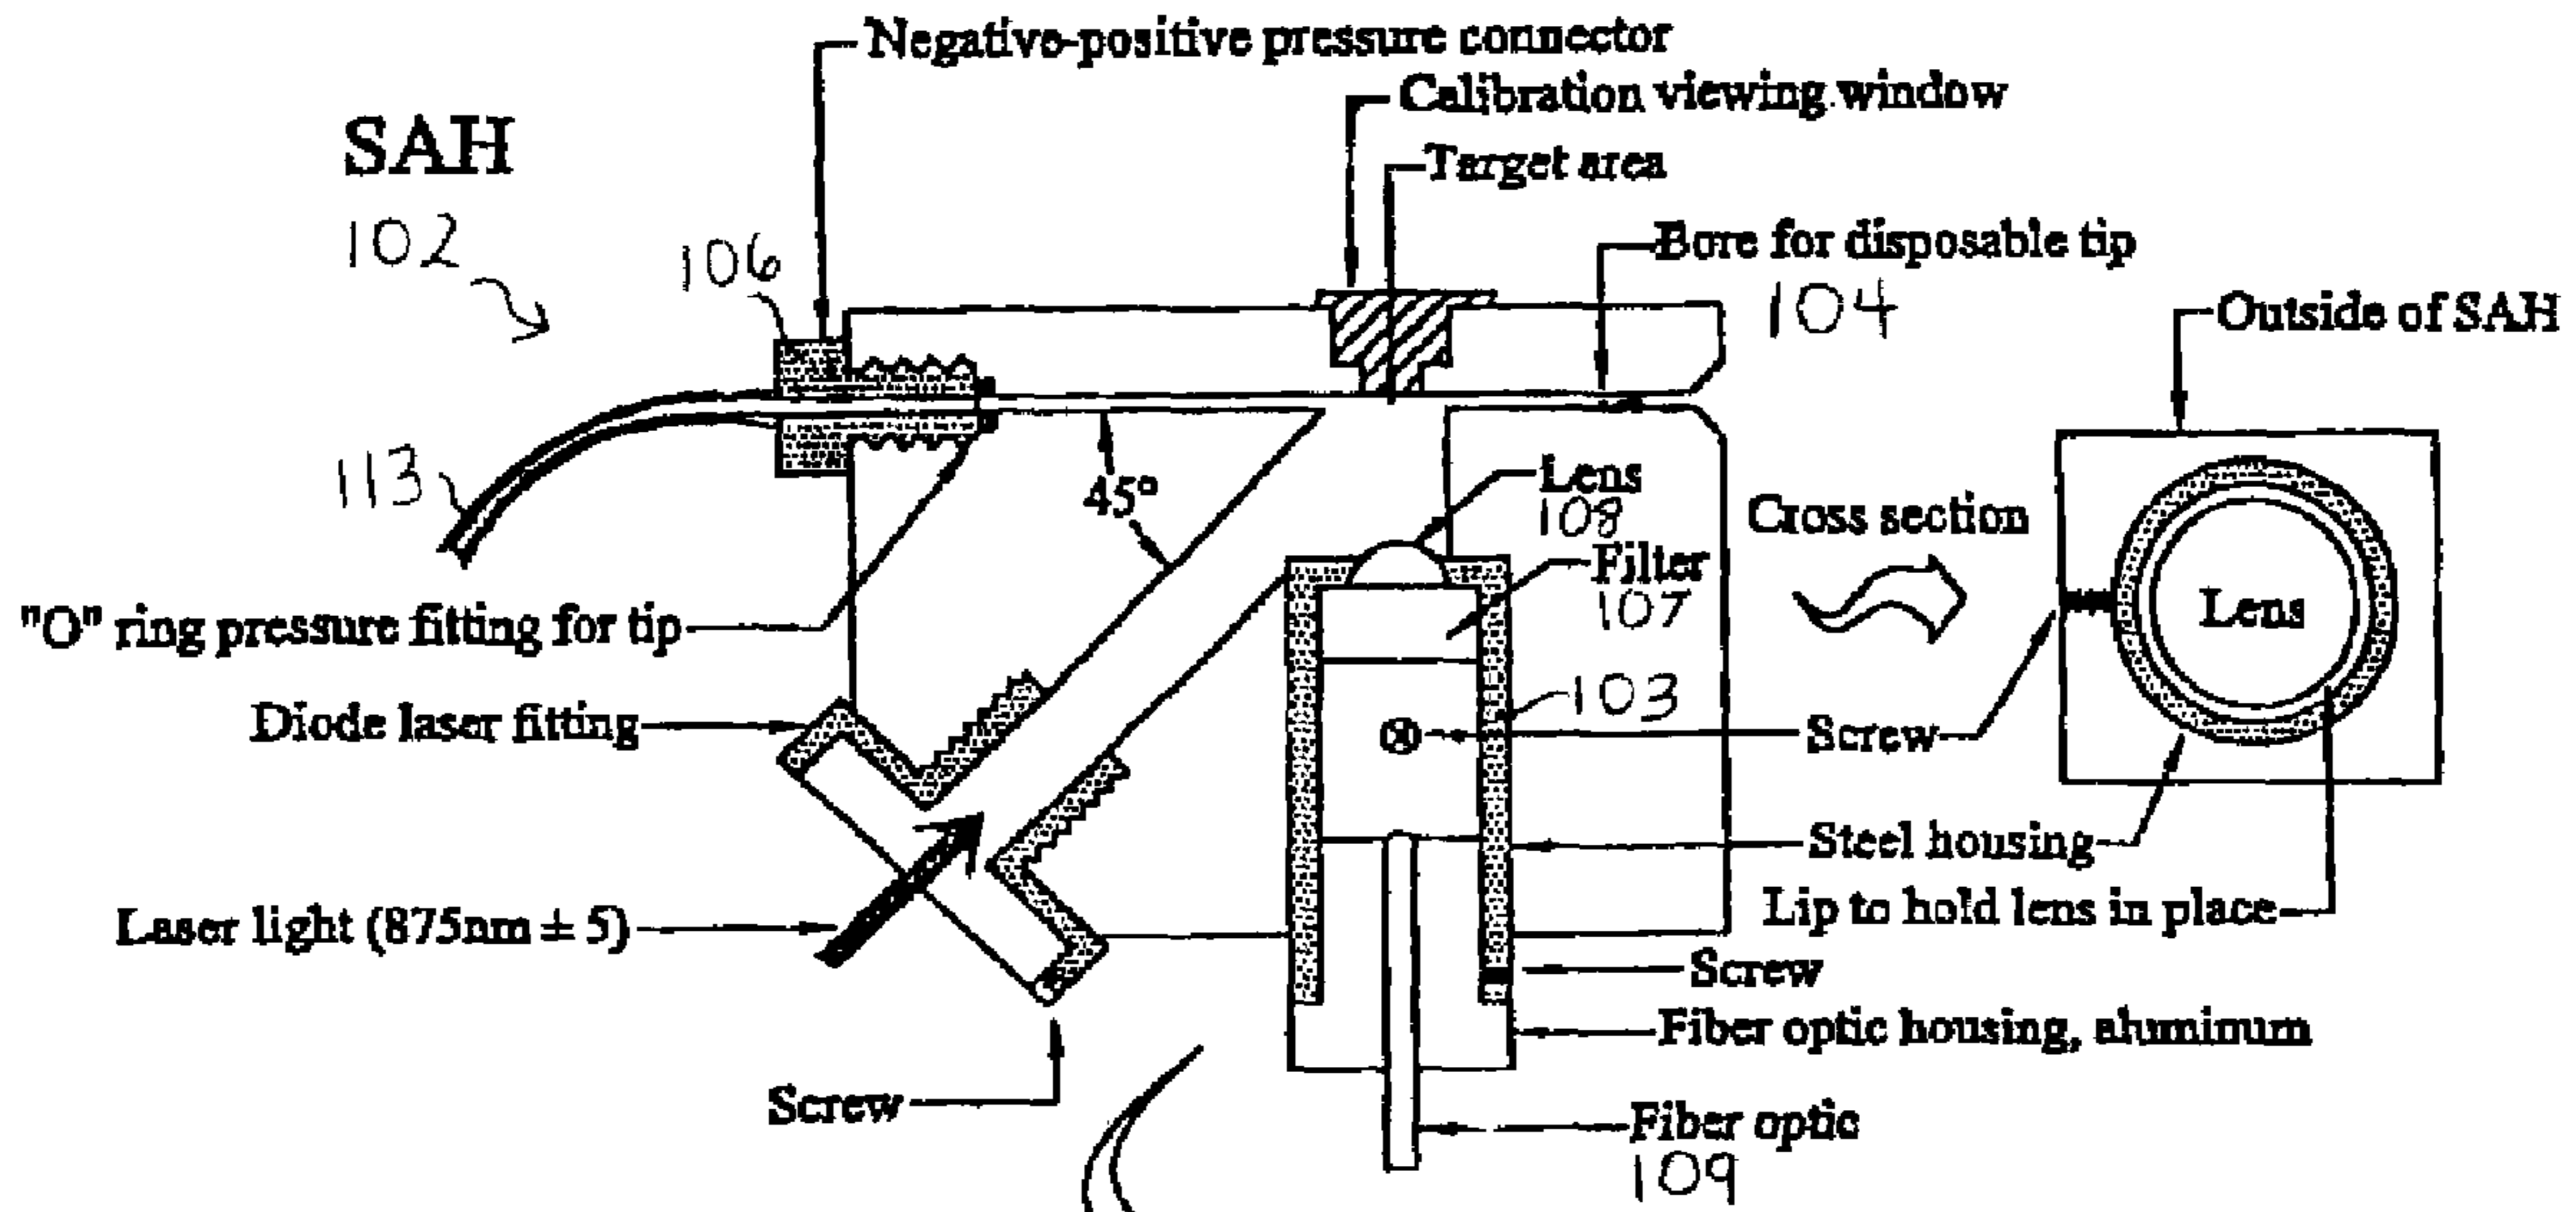 Negative-positive pressure connector
Calibration viewing window
SAH
102
Target area
106
Bore for disposable tip
104
Outside of SAH
113
45°
Lens
108
Cross section
Filter
107
Lens
"O" ring pressure fitting for tip
103
Diode laser fitting
Screw
Steel housing
Laser light (875nm ± 5)
Lip to hold lens in place
Screw
Fiber optic housing, aluminum
Screw
Fiber optic
109